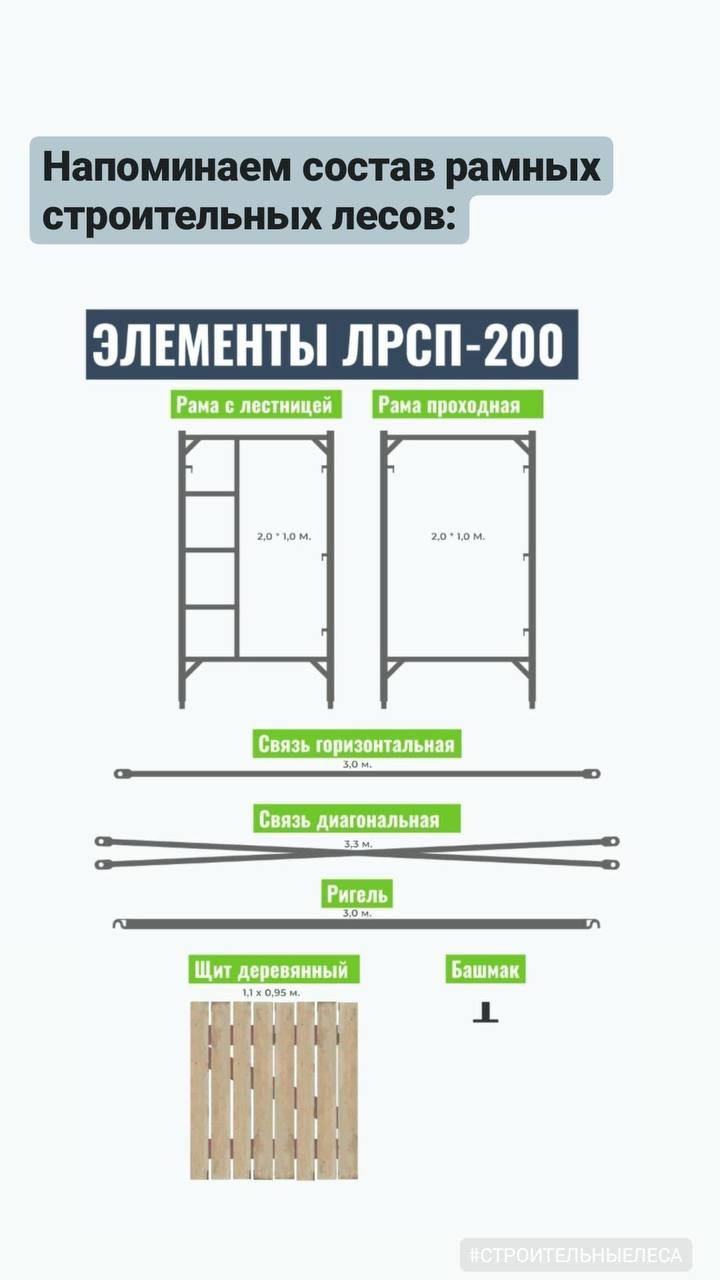 Напоминаем состав рамных
строительных лесов:
ЭЛЕМЕНТЫ ЛРСП-200
Рама с лестницей
Рама проходная
2,0 * 1,0 м.
2,0 * 1,0 м.
Связь горизонтальная
3,0 м.
Связь диагональная
3,3 м.
Ригель
3,0 м.
Щит деревянный
Башмак
1,1 х 0,95 м.
#СТРОИТЕЛЬНЫЕЛЕСА